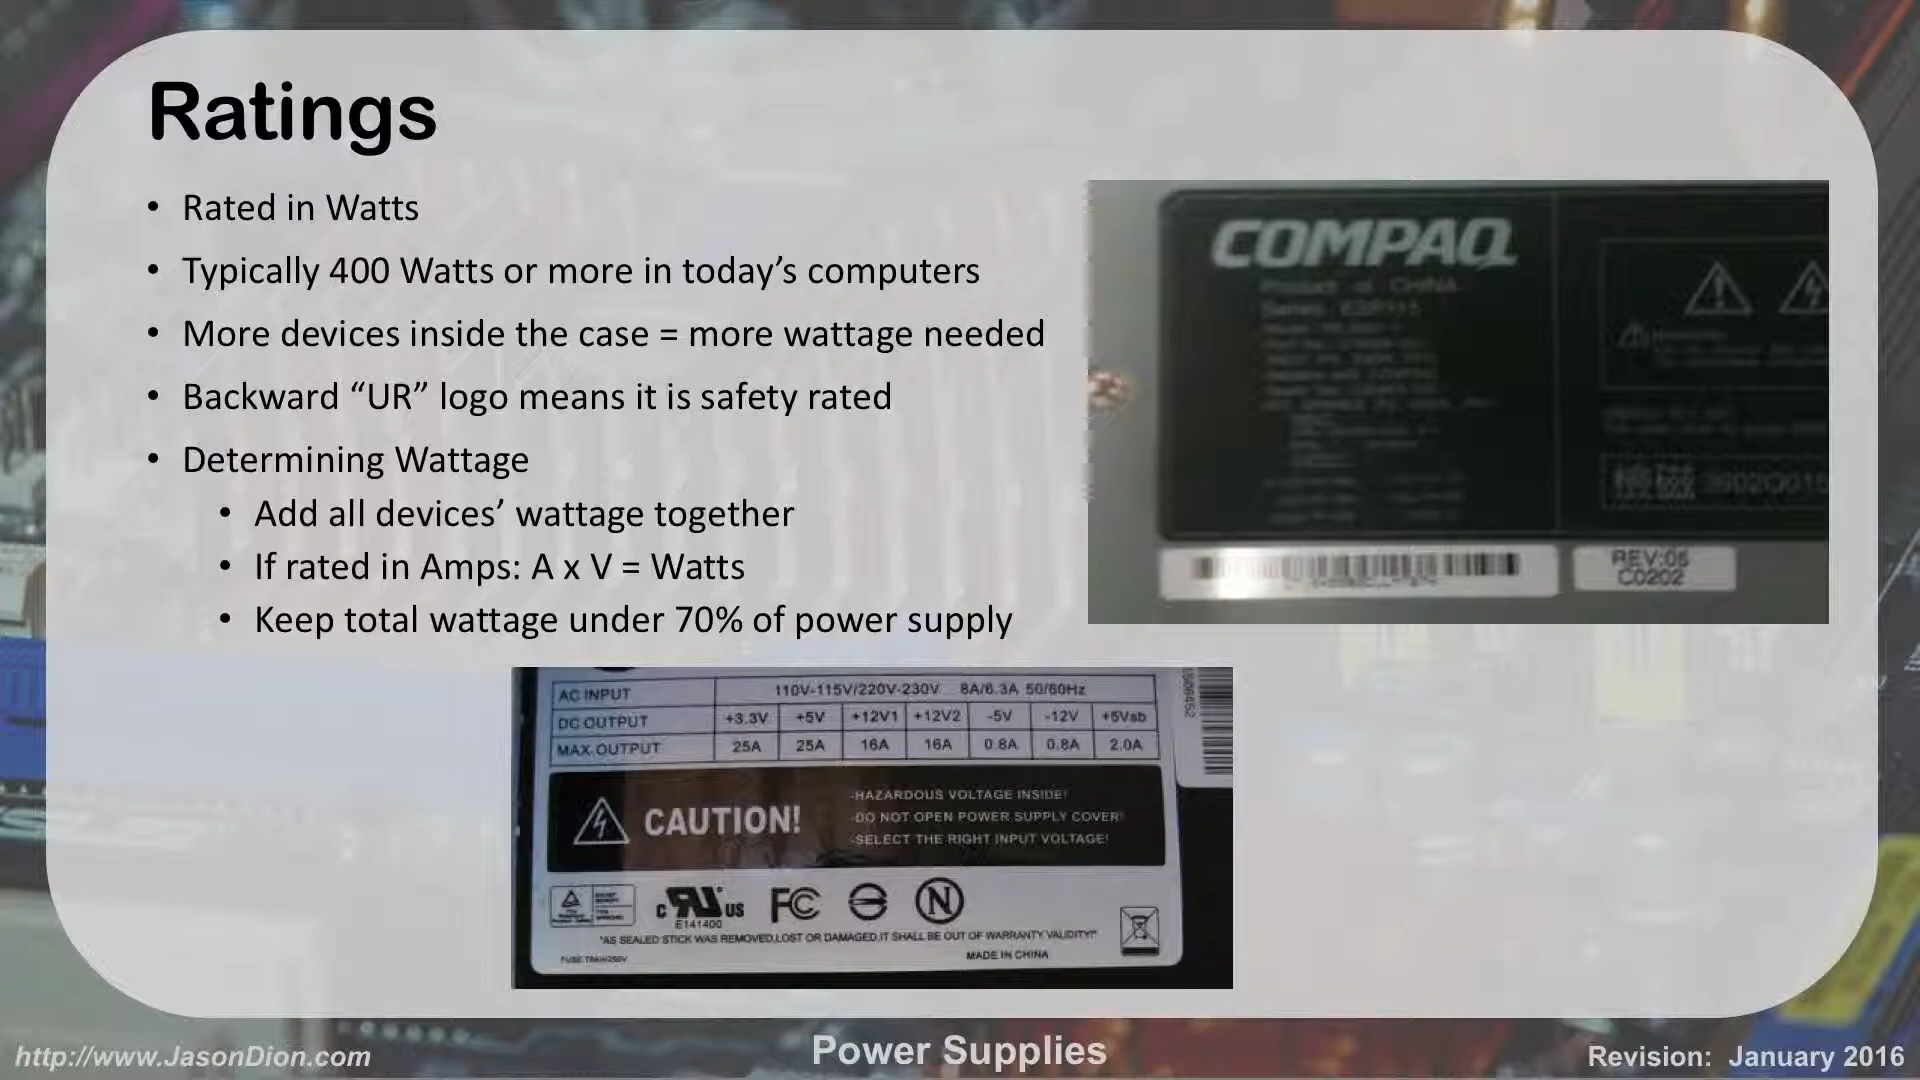 Ratings
• Rated in Watts
• Typically 400 Watts or more in today’s computers
• More devices inside the case = more wattage needed
• Backward “UR” logo means it is safety rated
• Determining Wattage
• Add all devices’ wattage together
• If rated in Amps: A x V = Watts
• Keep total wattage under 70% of power supply
COMPAQ
Product of CHINA
REV:05
C0202
AC INPUT 110V-115V/220V-230V 8A/6.3A 50/60Hz
DC OUTPUT +3.3V +5V +12V1 +12V2 -5V -12V +5Vsb
MAX OUTPUT 25A 25A 16A 16A 0.8A 0.8A 2.0A
CAUTION!
-HAZARDOUS VOLTAGE INSIDE!
-DO NOT OPEN POWER SUPPLY COVER!
-SELECT THE RIGHT INPUT VOLTAGE!
c US FC N
E141400
"AS SEALED STICK WAS REMOVED,LOST OR DAMAGED.IT SHALL BE OUT OF WARRANTY VALIDITY!"
MADE IN CHINA
http://www.JasonDion.com
Power Supplies
Revision: January 2016